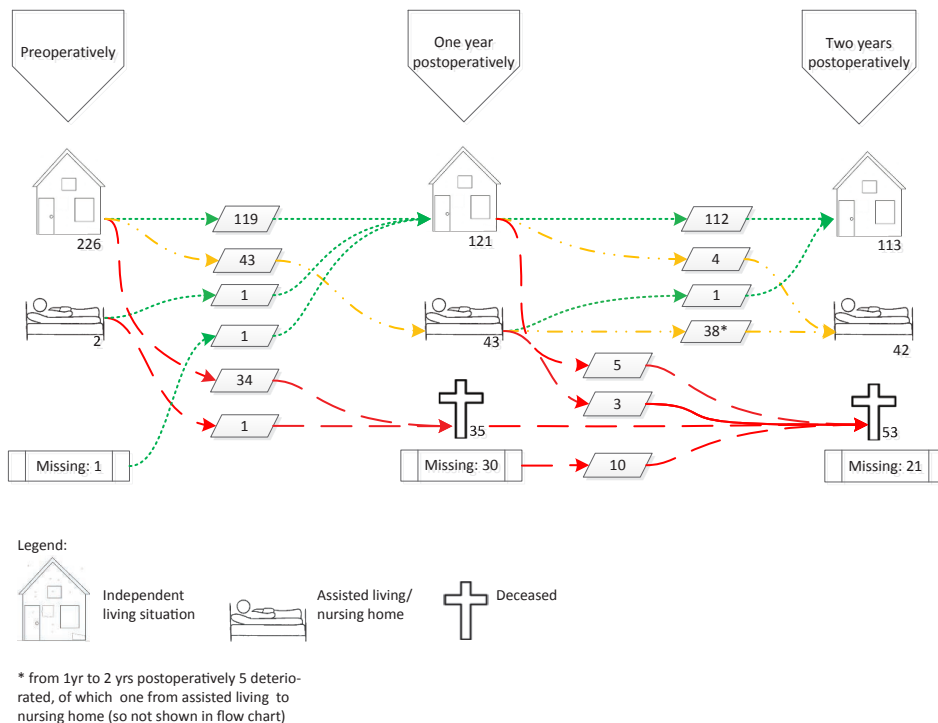 Preoperatively
One year
postoperatively
Two years
postoperatively
119
112
226
121
113
43
4
1
1
2
43
38*
42
1
5
34
3
1
35
53
Missing: 1
Missing: 30
10
Missing: 21
Legend:
Independent
living situation
Assisted living/
nursing home
Deceased
* from 1yr to 2 yrs postoperatively 5 deterio-
rated, of which one from assisted living to
nursing home (so not shown in flow chart)